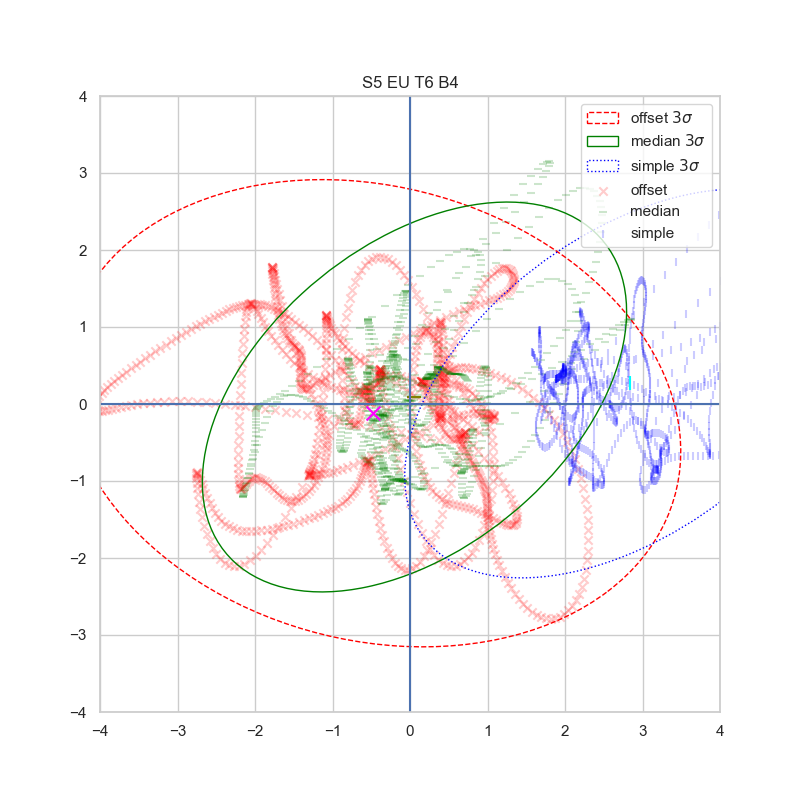 S5 EU T6 B4
offset 3σ
median 3σ
simple 3σ
offset
median
simple
4
3
2
1
0
−1
−2
−3
−4
−4 −3 −2 −1 0 1 2 3 4